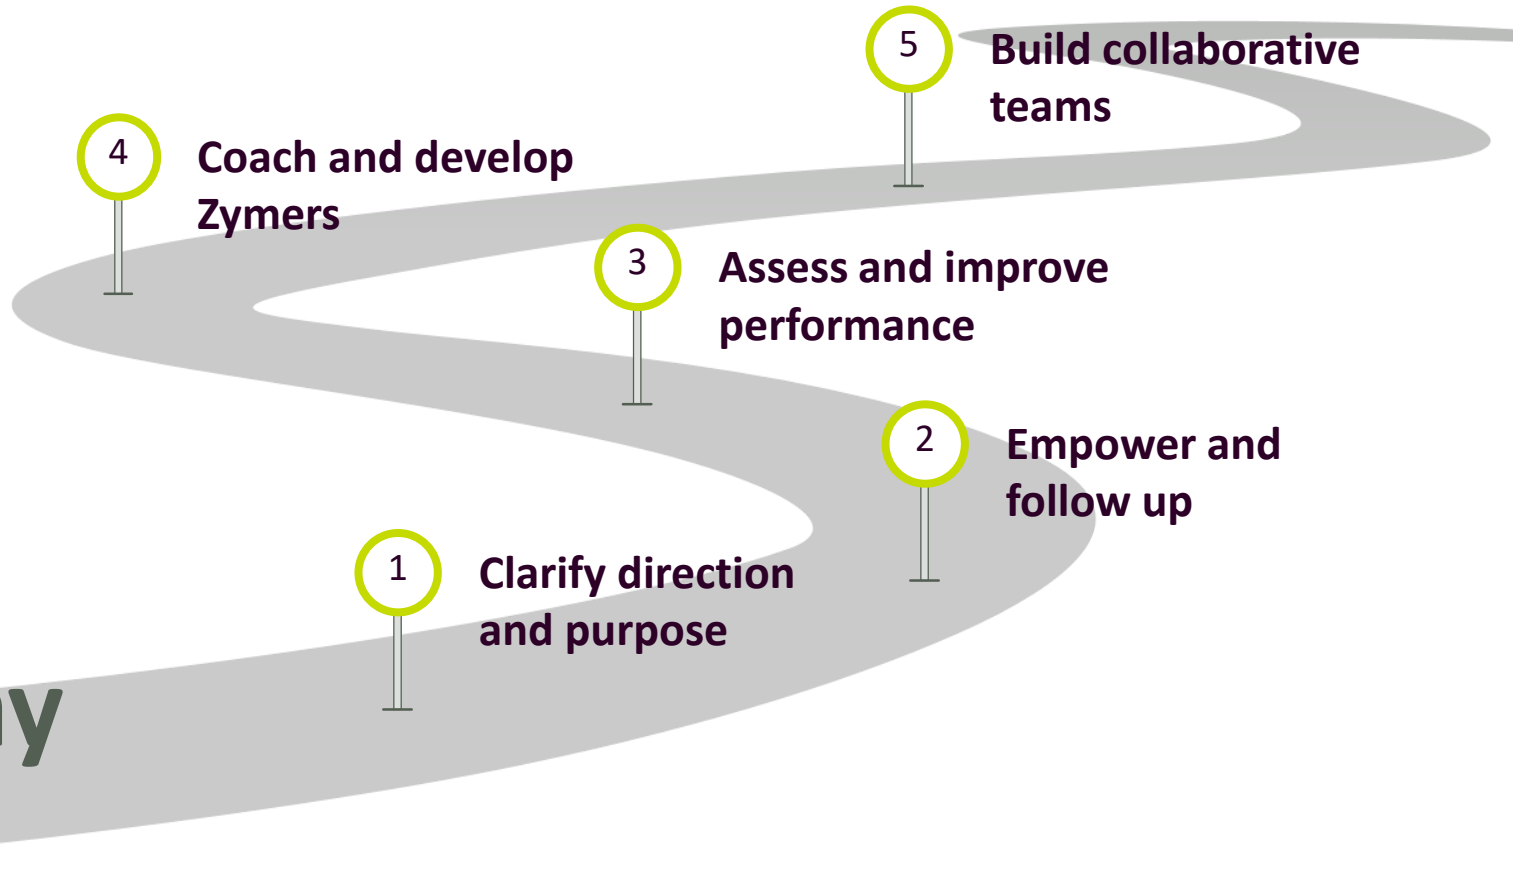 5
Build collaborative
teams
4
Coach and develop
Zymers
3
Assess and improve
performance
2
Empower and
follow up
1
Clarify direction
and purpose